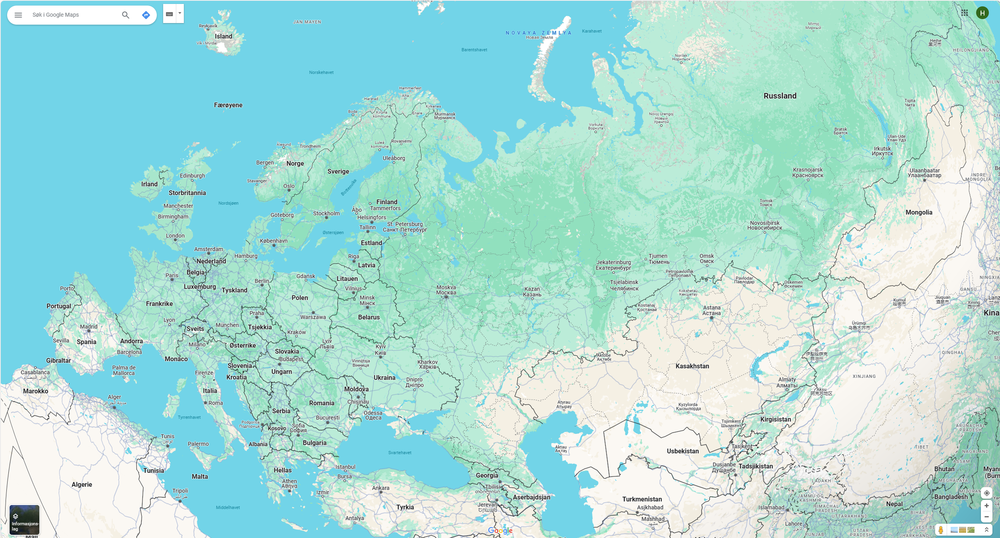 Søk i Google Maps
H
Reykjavík
Island
Vík í Mýrdal
JAN MAYEN
NOVAYA ZEMLYA
Новая Земля
Karahavet
Barentshavet
Norskehavet
Mirnyj
Мирный
Heihe
黑河市
HEILONGJIANG
Norilsk
Норильск
JILIN
Færøyene
Hammerfest
Alta
Harstad
Kirkenes
Bodø
Kiruna
kommune
Enare
Murmansk
Мурманск
Russland
Tsjita
Чита
Novyj Urengoj
Новый
Уренгой
Vorkuta
Воркута
Bratsk
Братск
Ulan-Ude
Улан-Удэ
Irkutsk
Иркутск
Ålesund
Trondheim
Luleå
kommune
Rovaniemi
Uleåborg
Bergen
Norge
Sverige
Stavanger
Oslo
Bottenvika
Edinburgh
Irland
Storbritannia
Manchester
Birmingham
London
Nordsjøen
Krasnojarsk
Красноярск
Ulaanbaatar
Улаанбаатар
INDRE
MONGOLIA
Mongolia
Tomsk
Томск
Novosibirsk
Новосибирск
Finland
Tammerfors
Åbo
Helsingfors
Stockholm
Göteborg
Tallinn
St. Petersburg
Санкт-Петербург
Østersjøen
København
Estland
Amsterdam
Hamburg
Nederland
Riga
Latvia
Tjumen
Тюмень
Omsk
Омск
Jekaterinburg
Екатеринбург
Petropavlovsk
Петропавл
Pavlodar
Павлодар
Oskemen
Өскемен
NINGXIA
GANSU
Belgia
Paris
Luxemburg
Tyskland
Berlin
Gdańsk
Litauen
Vilnius
Minsk
Мінск
Polen
Moskva
Москва
Kazan
Казань
Tsjeljabinsk
Челябинск
Kokshetau
Көкшетау
Kumul
哈密市
Jiuquan
酒泉市
Xining
西宁市
Lanz
兰州
Kina
Porto
Portugal
Frankrike
Praha
Warszawa
Belarus
Kostanaj
Қостанай
Astana
Астана
Ürümqi
乌鲁木齐市
Lyon
Madrid
Sveits
München
Tsjekkia
Kraków
Sevilla
Spania
Andorra
Milano
Østerrike
Lviv
Львів
Slovakia
Kyiv
Київ
Barcelona
Monaco
Gibraltar
Budapest
Vinnijtsja
Вінниця
Kharkov
Харків
Aktobe
Ақтөбе
Kasakhstan
Ili
伊犁哈萨克
自治州
QINGHAI
Casablanca
الدار البيضاء
Palma de
Mallorca
Firenze
Slovenia
Kroatia
Ungarn
Ukraina
Dnipro
Дніпро
Almaty
Алматы
XINJIANG
Marokko
Italia
Moldova
Aksu
阿克苏地区
Alger
مدينة الجزائر
Roma
Chișinău
Romania
Serbia
Odessa
Одеса
Atyrau
Атырау
Kyzylorda
Қызылорда
Tyrrenhavet
București
Podgorica
Подгорица
Kosovo
Sofia
София
Tsjimkent
Шымкент
Kirgisistan
ARUNACHAL
PRADESH
Tunis
تونس
Palermo
Albania
Bulgaria
Svartehavet
Aktau
Ақтау
Usbekistan
Tasjkent
TIBET
NAGALAND
ASSAM
Tunisia
Malta
Hellas
Istanbul
Bursa
Georgia
Dusjanbe
Душанбе
Tadsjikistan
Bhutan
Myanm
(Burm
Algerie
Athen
Αθήνα
Ankara
Tbilisi
თბილისი
LADAKH
MEGHĀLAYA
MIZORAM
Tripoli
طرابلس
Izmir
Aserbajdsjan
Turkmenistan
Asjkhabad
JAMMU OG
KASHMIR
Bangladesh
Middelhavet
Tyrkia
Jerevan
Երևան
Islamabad
اسلام آباد
HIMACHAL
PRADESH
Nepal
UTTARAKHAND
BIHĀR
Antalya
Mashhad
مشهد
Lahore
لاہور
UTTAR
PRADESH
PUNJAB
JHARKHAND
VEST-BE
Informasjons-
lag
Google